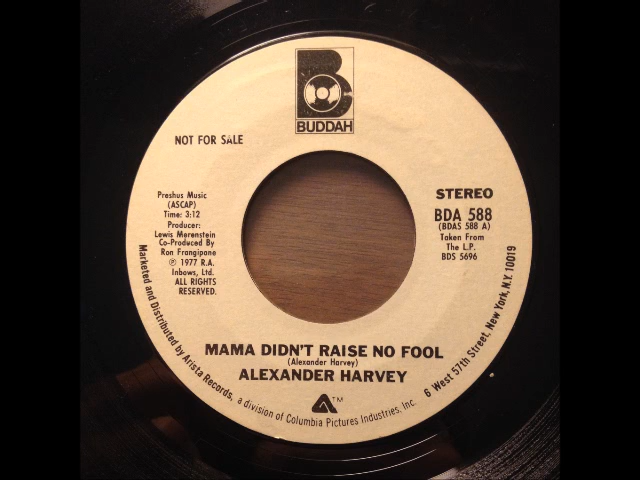 B
BUDDAH
NOT FOR SALE
Preshus Music
(ASCAP)
Time: 3:12
Producer:
Lewis Merenstein
Co-Produced By
Ron Frangipane
℗ 1977 R.A.
Inbows, Ltd.
ALL RIGHTS
RESERVED.
STEREO
BDA 588
(BDAS 588 A)
Taken From
The L.P.
BDS 5696
MAMA DIDN'T RAISE NO FOOL
(Alexander Harvey)
ALEXANDER HARVEY
TM
Marketed and Distributed by Arista Records, a division of Columbia Pictures Industries, Inc. 6 West 57th Street, New York, N.Y. 10019